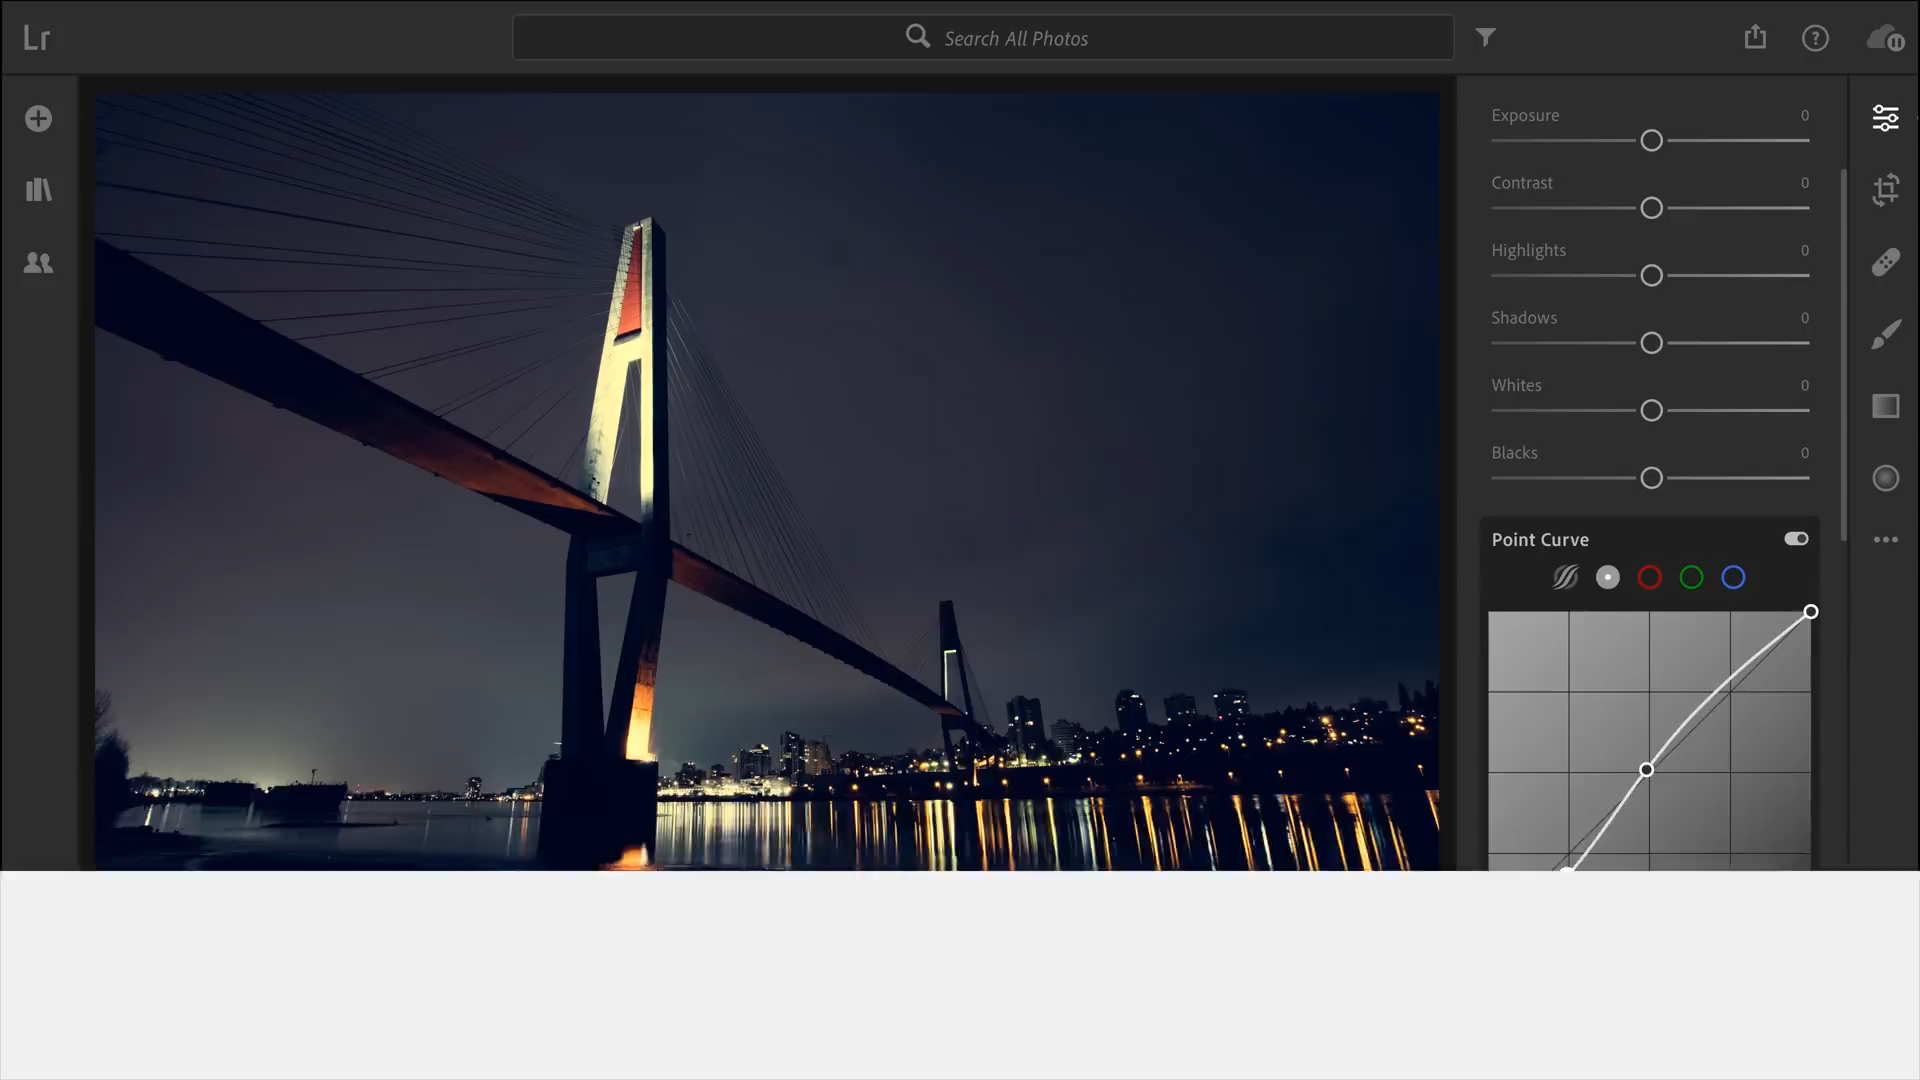 Lr
Search All Photos
Exposure 0
Contrast 0
Highlights 0
Shadows 0
Whites 0
Blacks 0
Point Curve